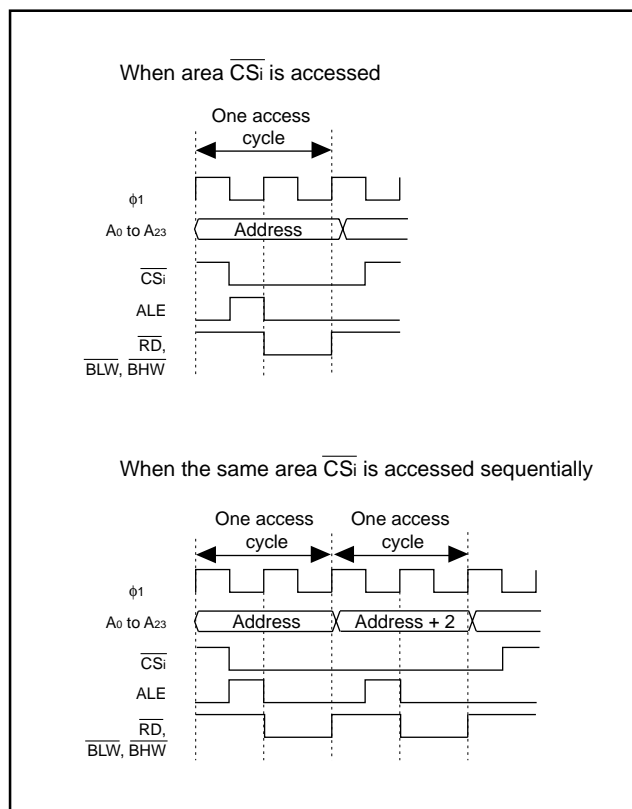 When area CSi is accessed
One access
cycle
ϕ1
A0 to A23
Address
CSi
ALE
RD,
BLW, BHW
When the same area CSi is accessed sequentially
One access
cycle
One access
cycle
ϕ1
A0 to A23
Address
Address + 2
CSi
ALE
RD,
BLW, BHW